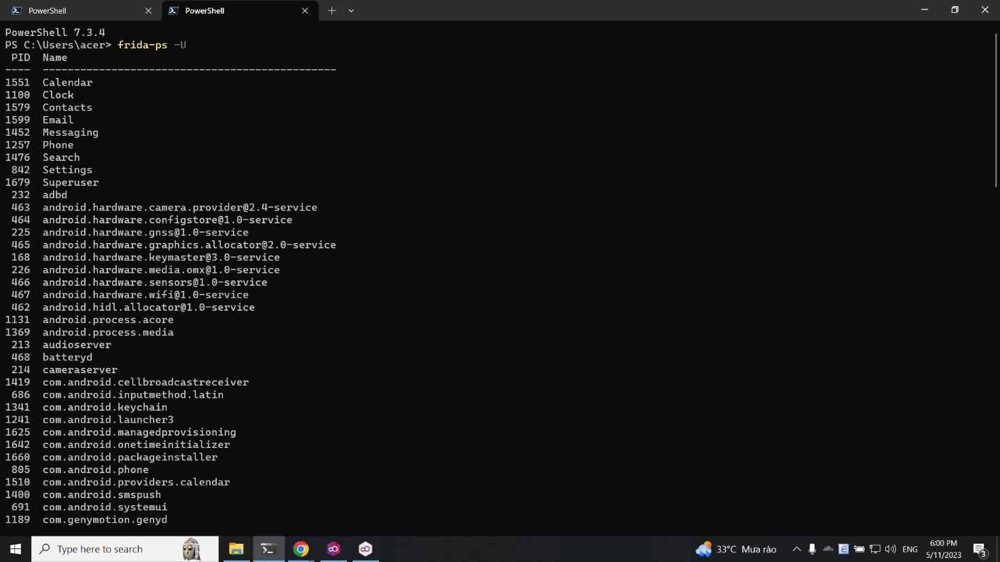 PowerShell
PowerShell
PowerShell 7.3.4
PS C:\Users\acer> frida-ps -U
PID Name
---- -----------------------------------------------
1551 Calendar
1100 Clock
1579 Contacts
1599 Email
1452 Messaging
1257 Phone
1476 Search
842 Settings
1679 Superuser
232 adbd
463 android.hardware.camera.provider@2.4-service
464 android.hardware.configstore@1.0-service
225 android.hardware.gnss@1.0-service
465 android.hardware.graphics.allocator@2.0-service
168 android.hardware.keymaster@3.0-service
226 android.hardware.media.omx@1.0-service
466 android.hardware.sensors@1.0-service
467 android.hardware.wifi@1.0-service
462 android.hidl.allocator@1.0-service
1131 android.process.acore
1369 android.process.media
213 audioserver
468 batteryd
214 cameraserver
1419 com.android.cellbroadcastreceiver
686 com.android.inputmethod.latin
1341 com.android.keychain
1241 com.android.launcher3
1625 com.android.managedprovisioning
1642 com.android.onetimeinitializer
1660 com.android.packageinstaller
805 com.android.phone
1510 com.android.providers.calendar
1400 com.android.smspush
691 com.android.systemui
1189 com.genymotion.genyd
Type here to search
33°C Mưa rào
ENG
6:00 PM
5/11/2023
3